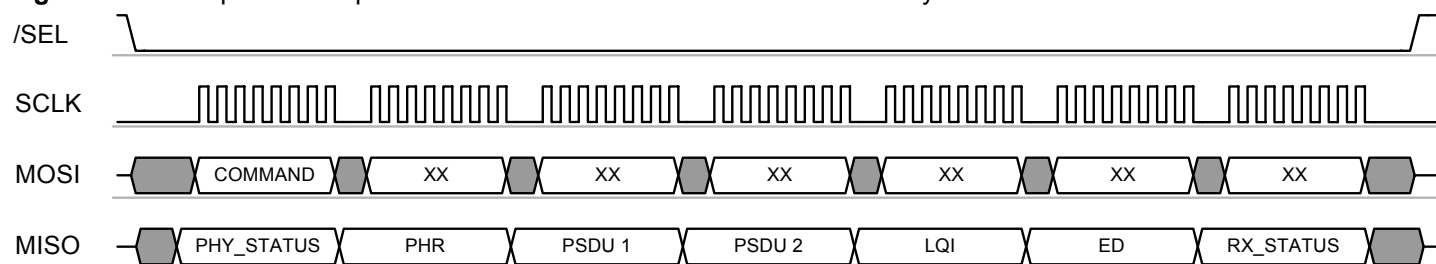 /SEL
SCLK
MOSI COMMAND XX XX XX XX XX XX
MISO PHY_STATUS PHR PSDU 1 PSDU 2 LQI ED RX_STATUS